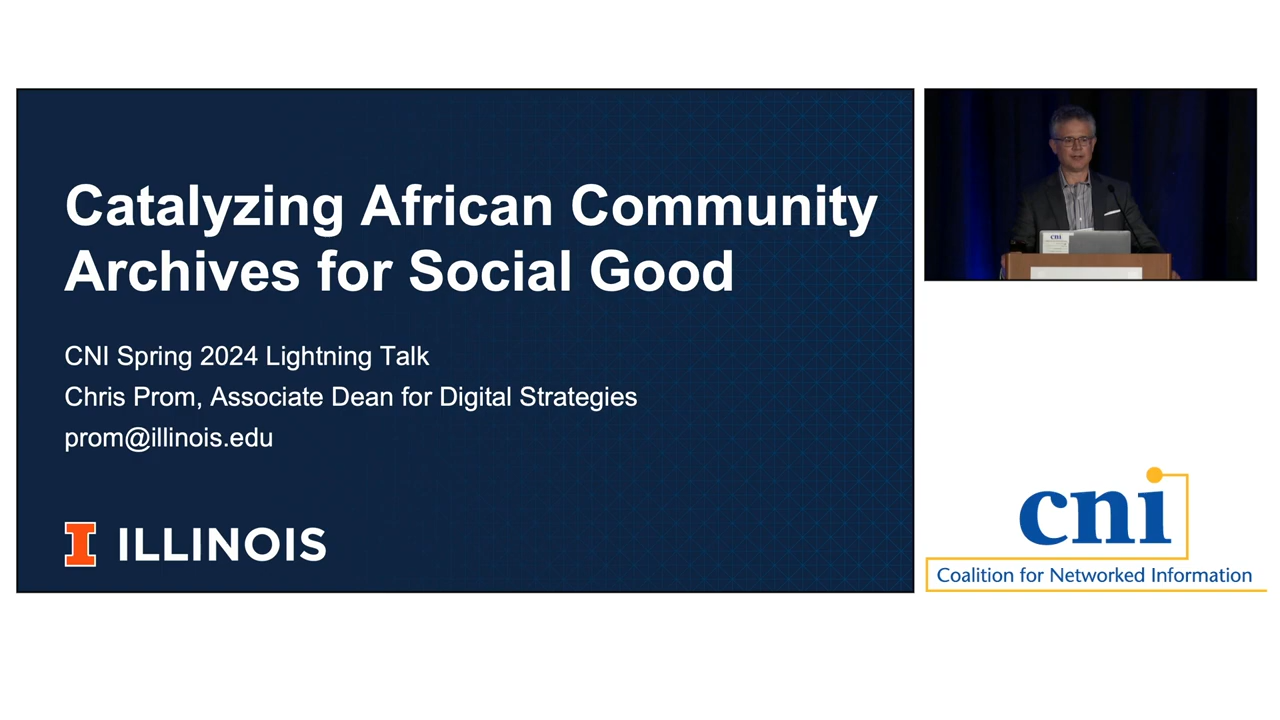 Catalyzing African Community
Archives for Social Good
CNI Spring 2024 Lightning Talk
Chris Prom, Associate Dean for Digital Strategies
prom@illinois.edu
I ILLINOIS
cni
cni
Coalition for Networked Information